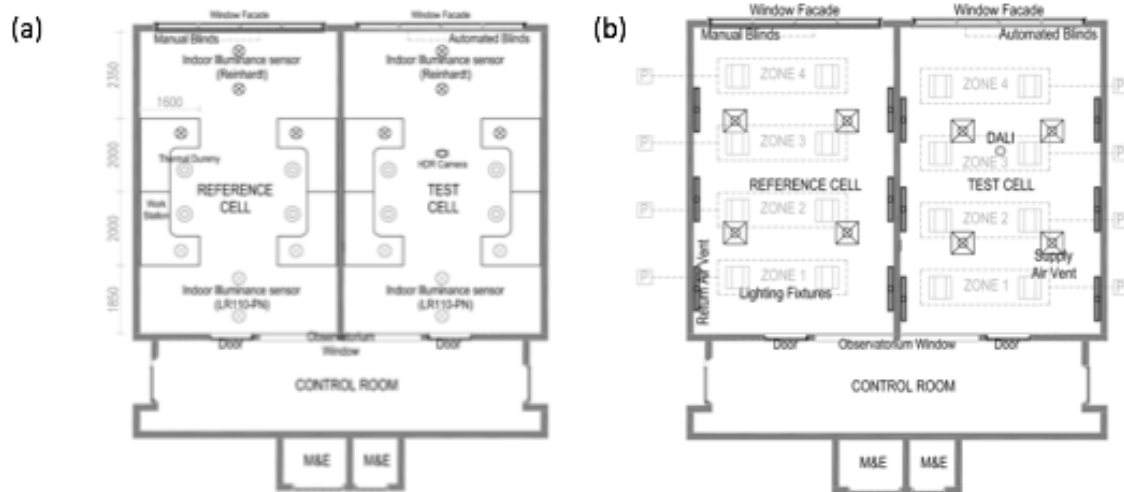 (a)
Window Facade
Window Facade
Manual Blinds
Automated Blinds
Indoor Illuminance sensor
(Reinhardt)
Indoor Illuminance sensor
(Reinhardt)
2350
1600
2000
Thermal Dummy
HDR Camera
REFERENCE
CELL
TEST
CELL
Work
Station
2000
1850
Indoor Illuminance sensor
(LR110-PN)
Indoor Illuminance sensor
(LR110-PN)
Door
Observatorium
Window
Door
CONTROL ROOM
M&E
M&E
(b)
Window Facade
Window Facade
Manual Blinds
Automated Blinds
ZONE 4
ZONE 4
P
P
DALI
ZONE 3
ZONE 3
P
P
REFERENCE CELL
TEST CELL
ZONE 2
ZONE 2
P
P
Supply
Air Vent
Return Air Vent
ZONE 1
ZONE 1
P
P
Lighting Fixtures
Door
Observatorium Window
Door
CONTROL ROOM
M&E
M&E